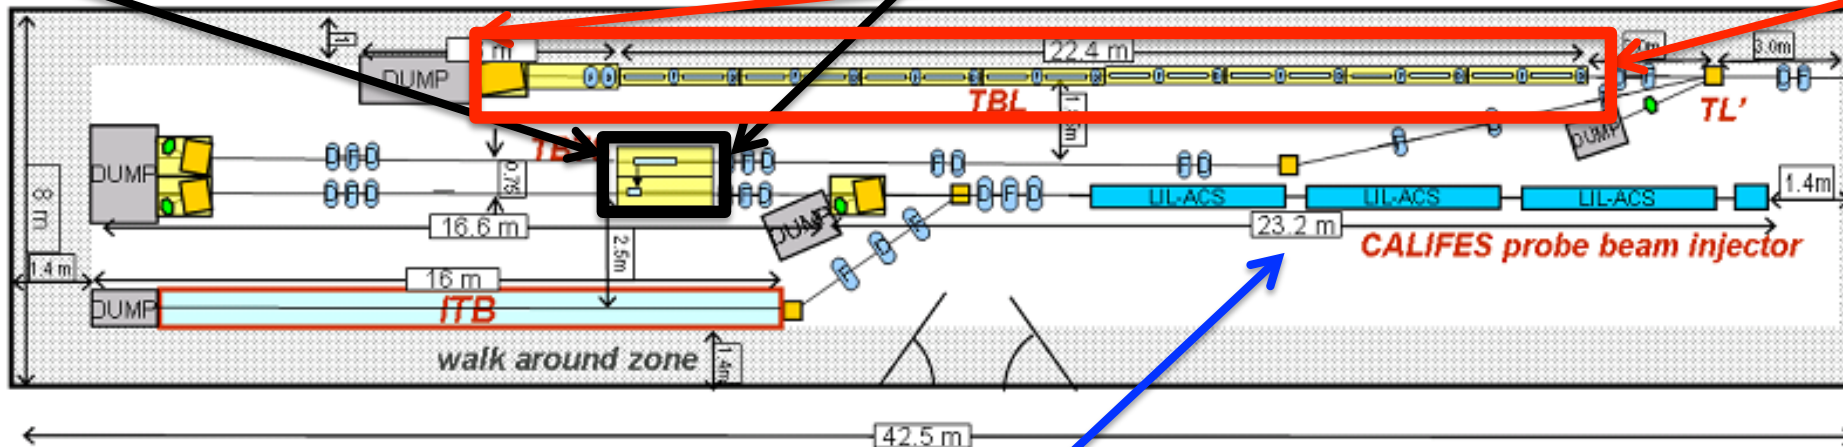 1
m
22.4 m
3.0m
DUMP
TBL
TL'
DUMP
DUMP
0.75
8 m
LIL-ACS
LIL-ACS
LIL-ACS
1.4m
16.6 m
DUMP
23.2 m
CALIFES probe beam injector
2.5m
1.4 m
16 m
DUMP
ITB
walk around zone
1.4m
42.5 m